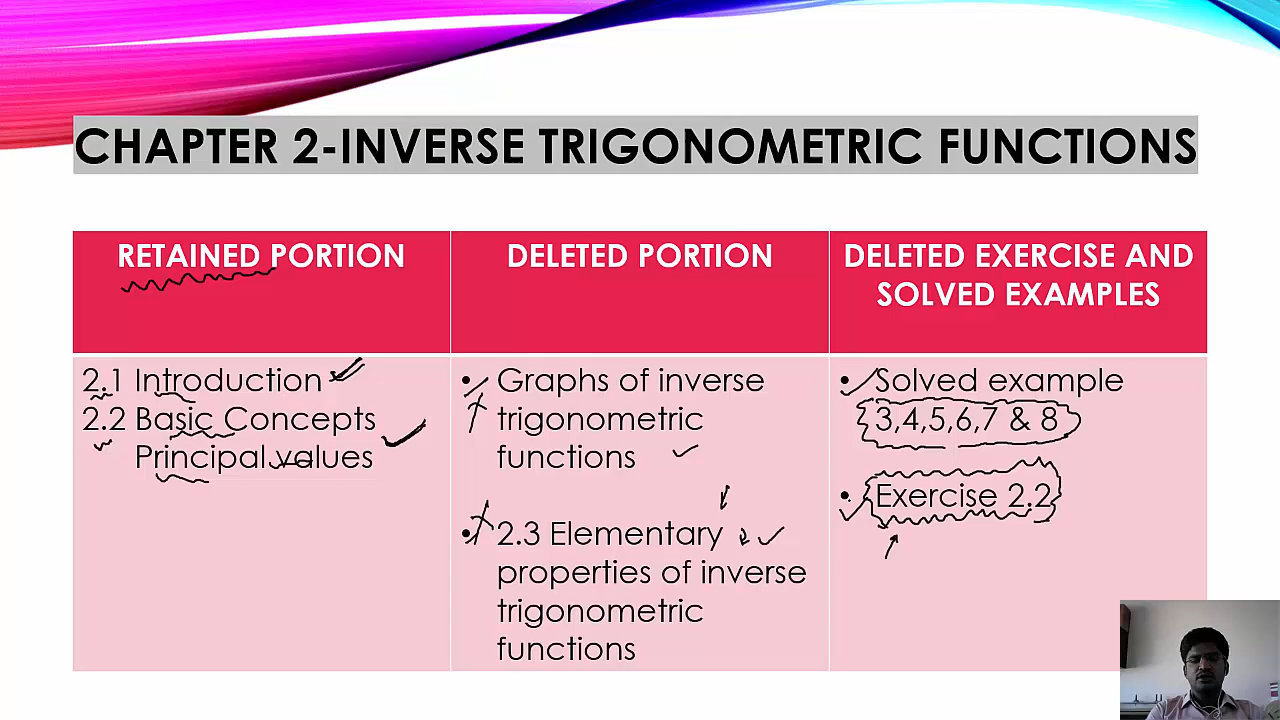 CHAPTER 2-INVERSE TRIGONOMETRIC FUNCTIONS
RETAINED PORTION
DELETED PORTION
DELETED EXERCISE AND
SOLVED EXAMPLES
2.1 Introduction
2.2 Basic Concepts
Principal values
• Graphs of inverse
trigonometric
functions
• 2.3 Elementary
properties of inverse
trigonometric
functions
• Solved example
3,4,5,6,7 & 8
• Exercise 2.2